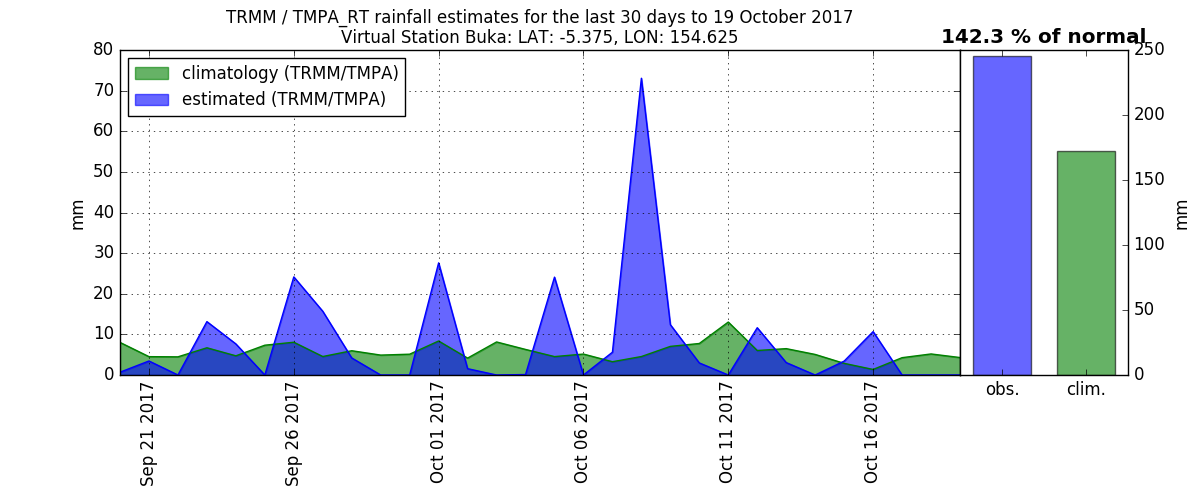 TRMM / TMPA_RT rainfall estimates for the last 30 days to 19 October 2017
Virtual Station Buka: LAT: -5.375, LON: 154.625
142.3 % of normal
climatology (TRMM/TMPA)
estimated (TRMM/TMPA)
mm
80
70
60
50
40
30
20
10
0
Sep 21 2017
Sep 26 2017
Oct 01 2017
Oct 06 2017
Oct 11 2017
Oct 16 2017
obs.
clim.
250
200
150
100
50
0
mm